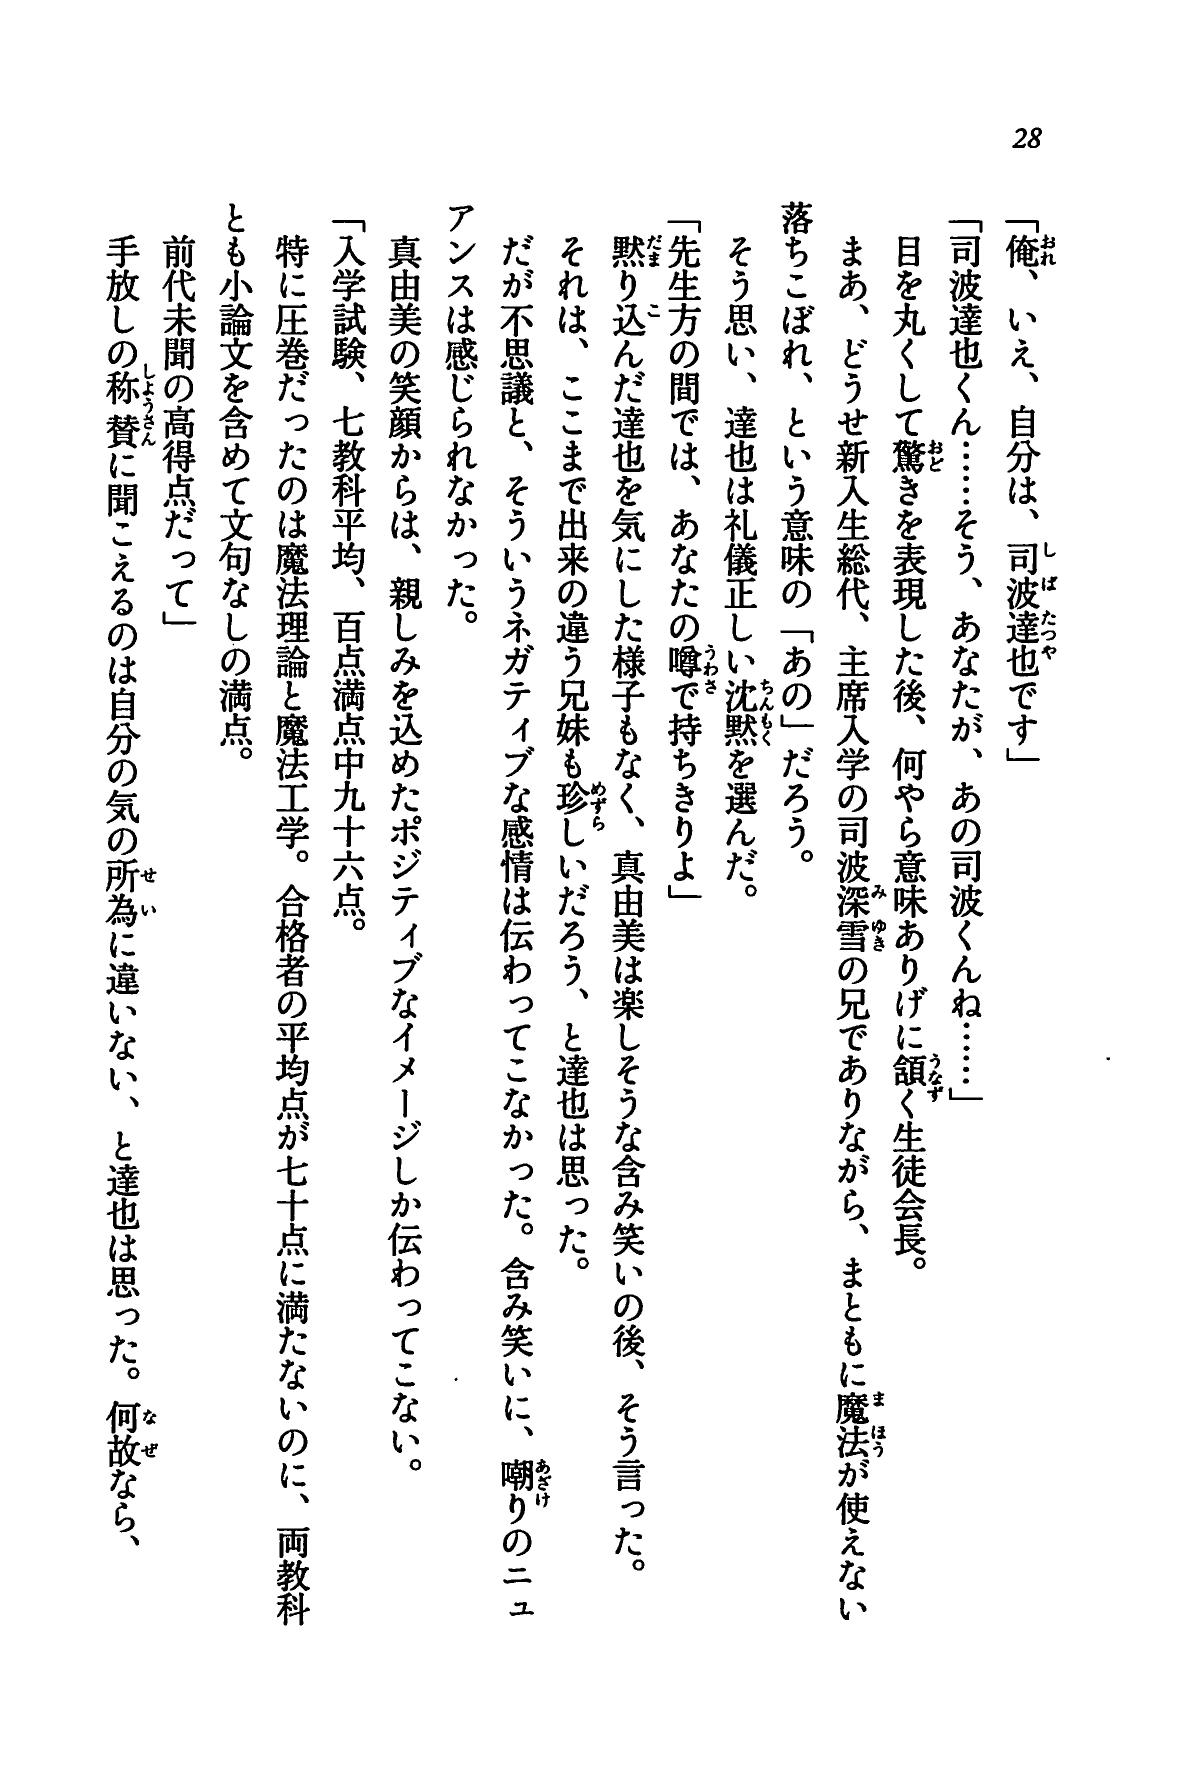 28
「俺、いえ、自分は、司波達也です」
「司波達也くん……そう、あなたが、あの司波くんね……」
目を丸くして驚きを表現した後、何やら意味ありげに頷く生徒会長。
まあ、どうせ新入生総代、主席入学の司波深雪の兄でありながら、まともに魔法が使えない
落ちこぼれ、という意味の「あの」だろう。
そう思い、達也は礼儀正しい沈黙を選んだ。
「先生方の間では、あなたの噂で持ちきりよ」
黙り込んだ達也を気にした様子もなく、真由美は楽しそうな含み笑いの後、そう言った。
それは、ここまで出来の違う兄妹も珍しいだろう、と達也は思った。
だが不思議と、そういうネガティブな感情は伝わってこなかった。含み笑いに、嘲りのニュ
アンスは感じられなかった。
真由美の笑顔からは、親しみを込めたポジティブなイメージしか伝わってこない。
「入学試験、七教科平均、百点満点中九十六点。
特に圧巻だったのは魔法理論と魔法工学。合格者の平均点が七十点に満たないのに、両教科
とも小論文を含めて文句なしの満点。
前代未聞の高得点だって」
手放しの称賛に聞こえるのは自分の気の所為に違いない、と達也は思った。何故なら、